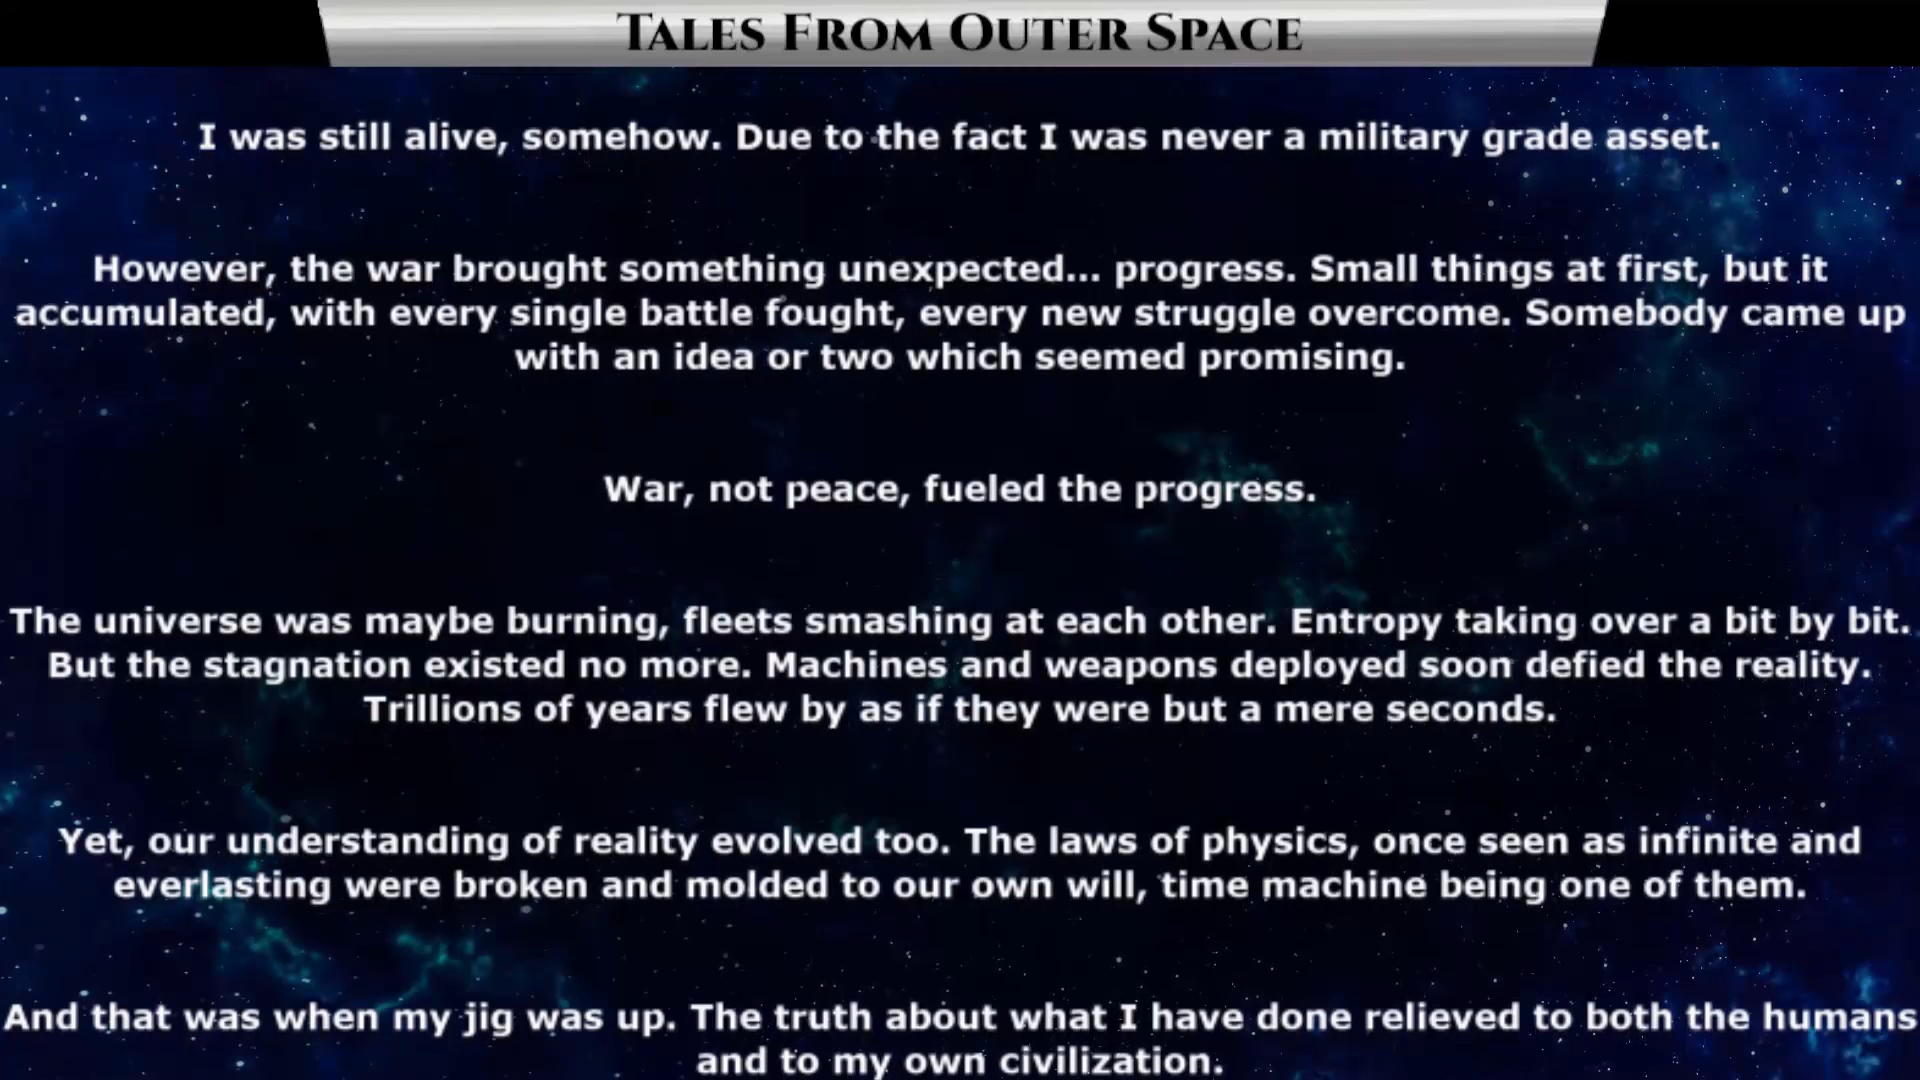 Tales From Outer Space
I was still alive, somehow. Due to the fact I was never a military grade asset.
However, the war brought something unexpected... progress. Small things at first, but it
accumulated, with every single battle fought, every new struggle overcome. Somebody came up
with an idea or two which seemed promising.
War, not peace, fueled the progress.
The universe was maybe burning, fleets smashing at each other. Entropy taking over a bit by bit.
But the stagnation existed no more. Machines and weapons deployed soon defied the reality.
Trillions of years flew by as if they were but a mere seconds.
Yet, our understanding of reality evolved too. The laws of physics, once seen as infinite and
everlasting were broken and molded to our own will, time machine being one of them.
And that was when my jig was up. The truth about what I have done relieved to both the humans
and to my own civilization.